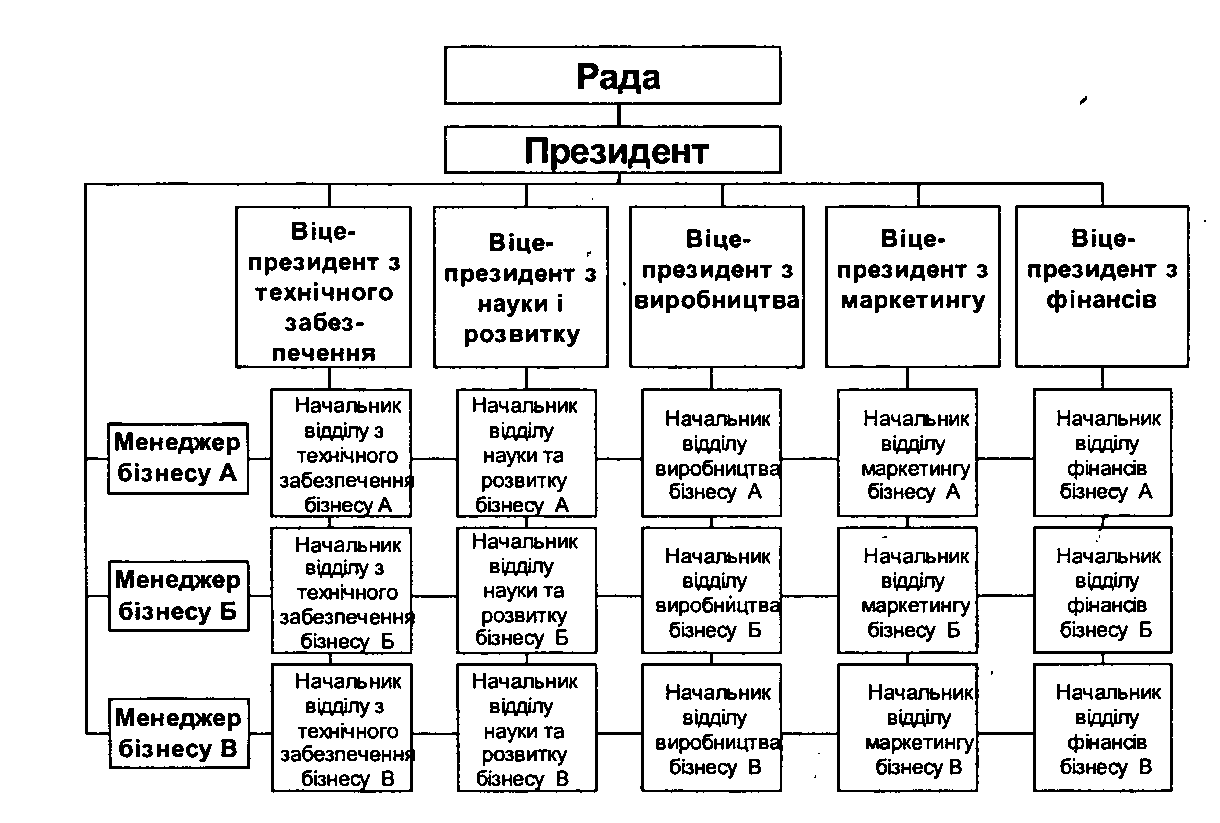 Рада
Президент
Віце-
президент з
технічного
забез-
печення
Віце-
президент з
науки і
розвитку
Віце-
президент з
виробництва
Віце-
президент з
маркетингу
Віце-
президент з
фінансів
Менеджер
бізнесу А
Начальник
відділу з
технічного
забезпечення
бізнесу А
Начальник
відділу
науки та
розвитку
бізнесу А
Начальник
відділу
виробництва
бізнесу А
Начальник
відділу
маркетингу
бізнесу А
Начальник
відділу
фінансів
бізнесу А
Менеджер
бізнесу Б
Начальник
відділу з
технічного
забезпечення
бізнесу Б
Начальник
відділу
науки та
розвитку
бізнесу Б
Начальник
відділу
виробництва
бізнесу Б
Начальник
відділу
маркетингу
бізнесу Б
Начальник
відділу
фінансів
бізнесу Б
Менеджер
бізнесу В
Начальник
відділу з
технічного
забезпечення
бізнесу В
Начальник
відділу
науки та
розвитку
бізнесу В
Начальник
відділу
виробництва
бізнесу В
Начальник
відділу
маркетингу
бізнесу В
Начальник
відділу
фінансів
бізнесу В